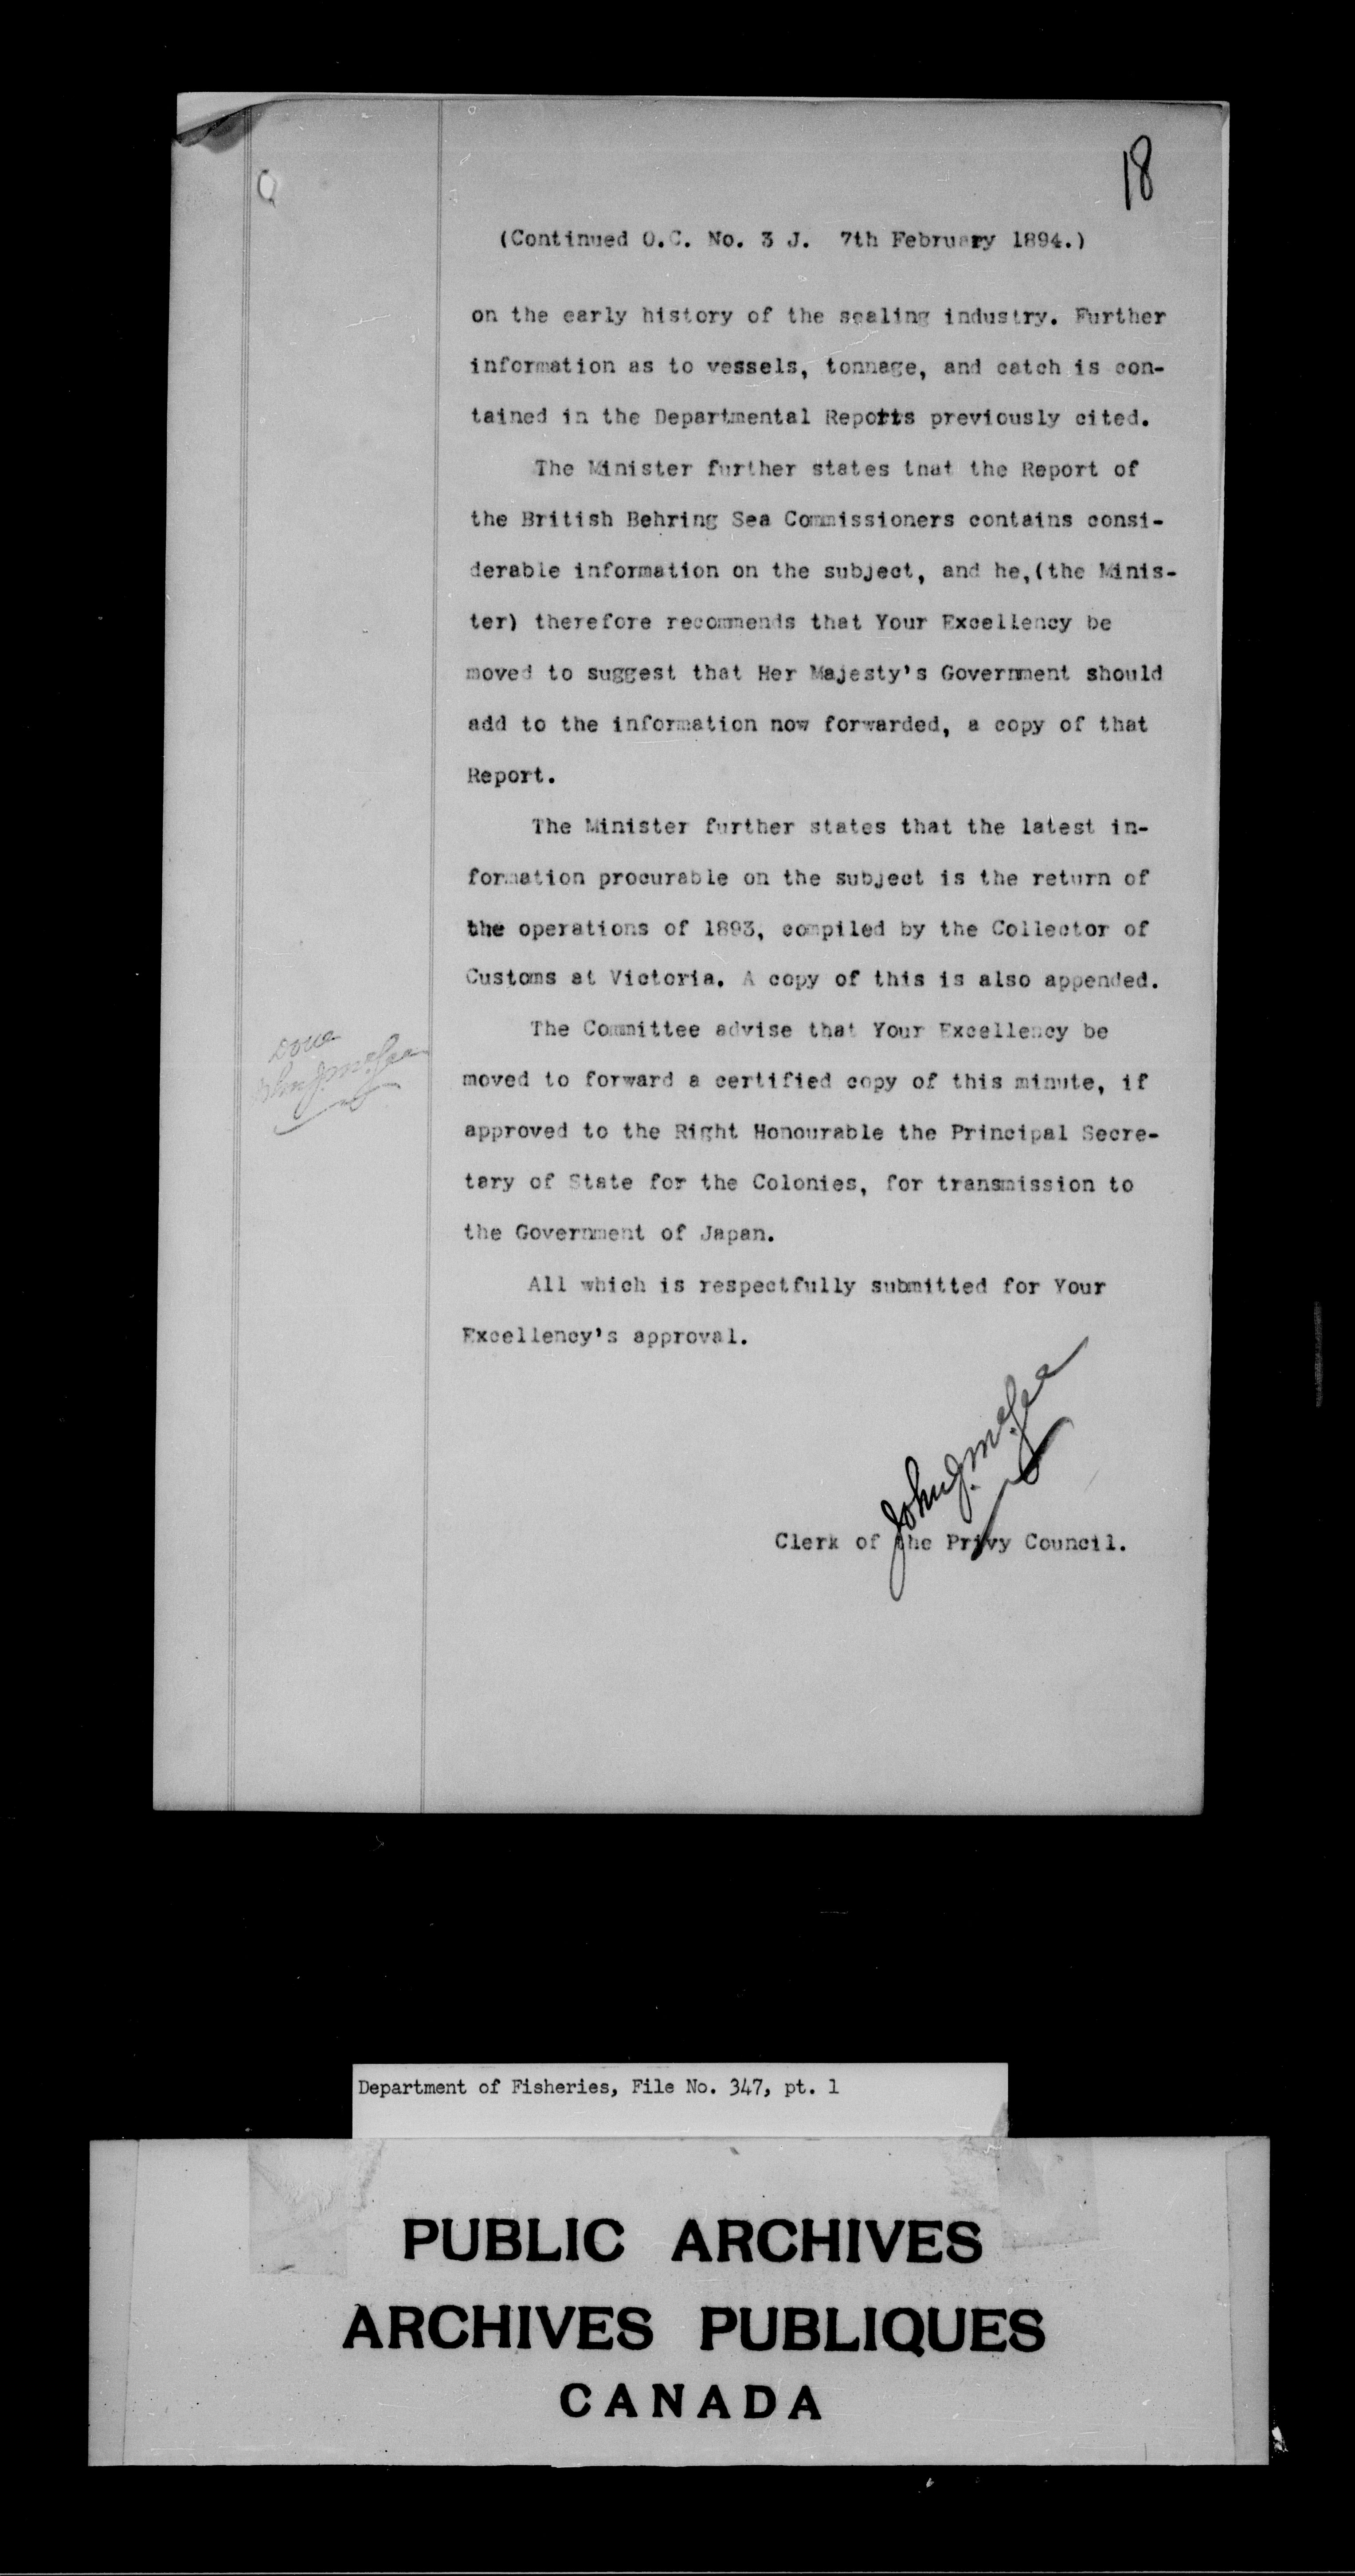 18
(Continued O.C. No. 3 J. 7th February 1894.)
on the early history of the sealing industry. Further
information as to vessels, tonnage, and catch is con-
tained in the Departmental Reports previously cited.
The Minister further states that the Report of
the British Behring Sea Commissioners contains consi-
derable information on the subject, and he,(the Minis-
ter) therefore recommends that Your Excellency be
moved to suggest that Her Majesty's Government should
add to the information now forwarded, a copy of that
Report.
The Minister further states that the latest in-
formation procurable on the subject is the return of
the operations of 1893, compiled by the Collector of
Customs at Victoria. A copy of this is also appended.
The Committee advise that Your Excellency be
moved to forward a certified copy of this minute, if
approved to the Right Honourable the Principal Secre-
tary of State for the Colonies, for transmission to
the Government of Japan.
All which is respectfully submitted for Your
Excellency's approval.
Done
John J. McGee
John J. McGee
Clerk of the Privy Council.
Department of Fisheries, File No. 347, pt. 1
PUBLIC ARCHIVES
ARCHIVES PUBLIQUES
CANADA